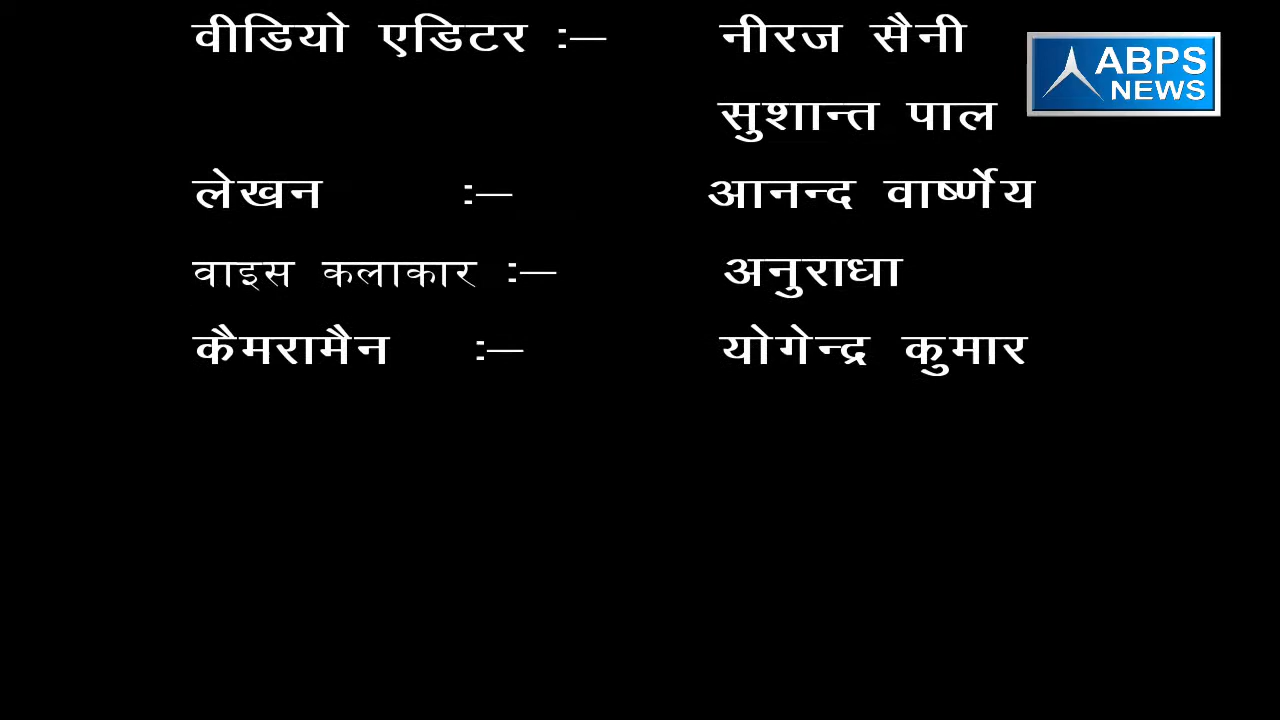 वीडियो एडिटर :— नीरज सैनी
ABPS
NEWS
सुशान्त पाल
लेखन :— आनन्द वार्ष्णेय
वाइस कलाकार :— अनुराधा
कैमरामैन :— योगेन्द्र कुमार